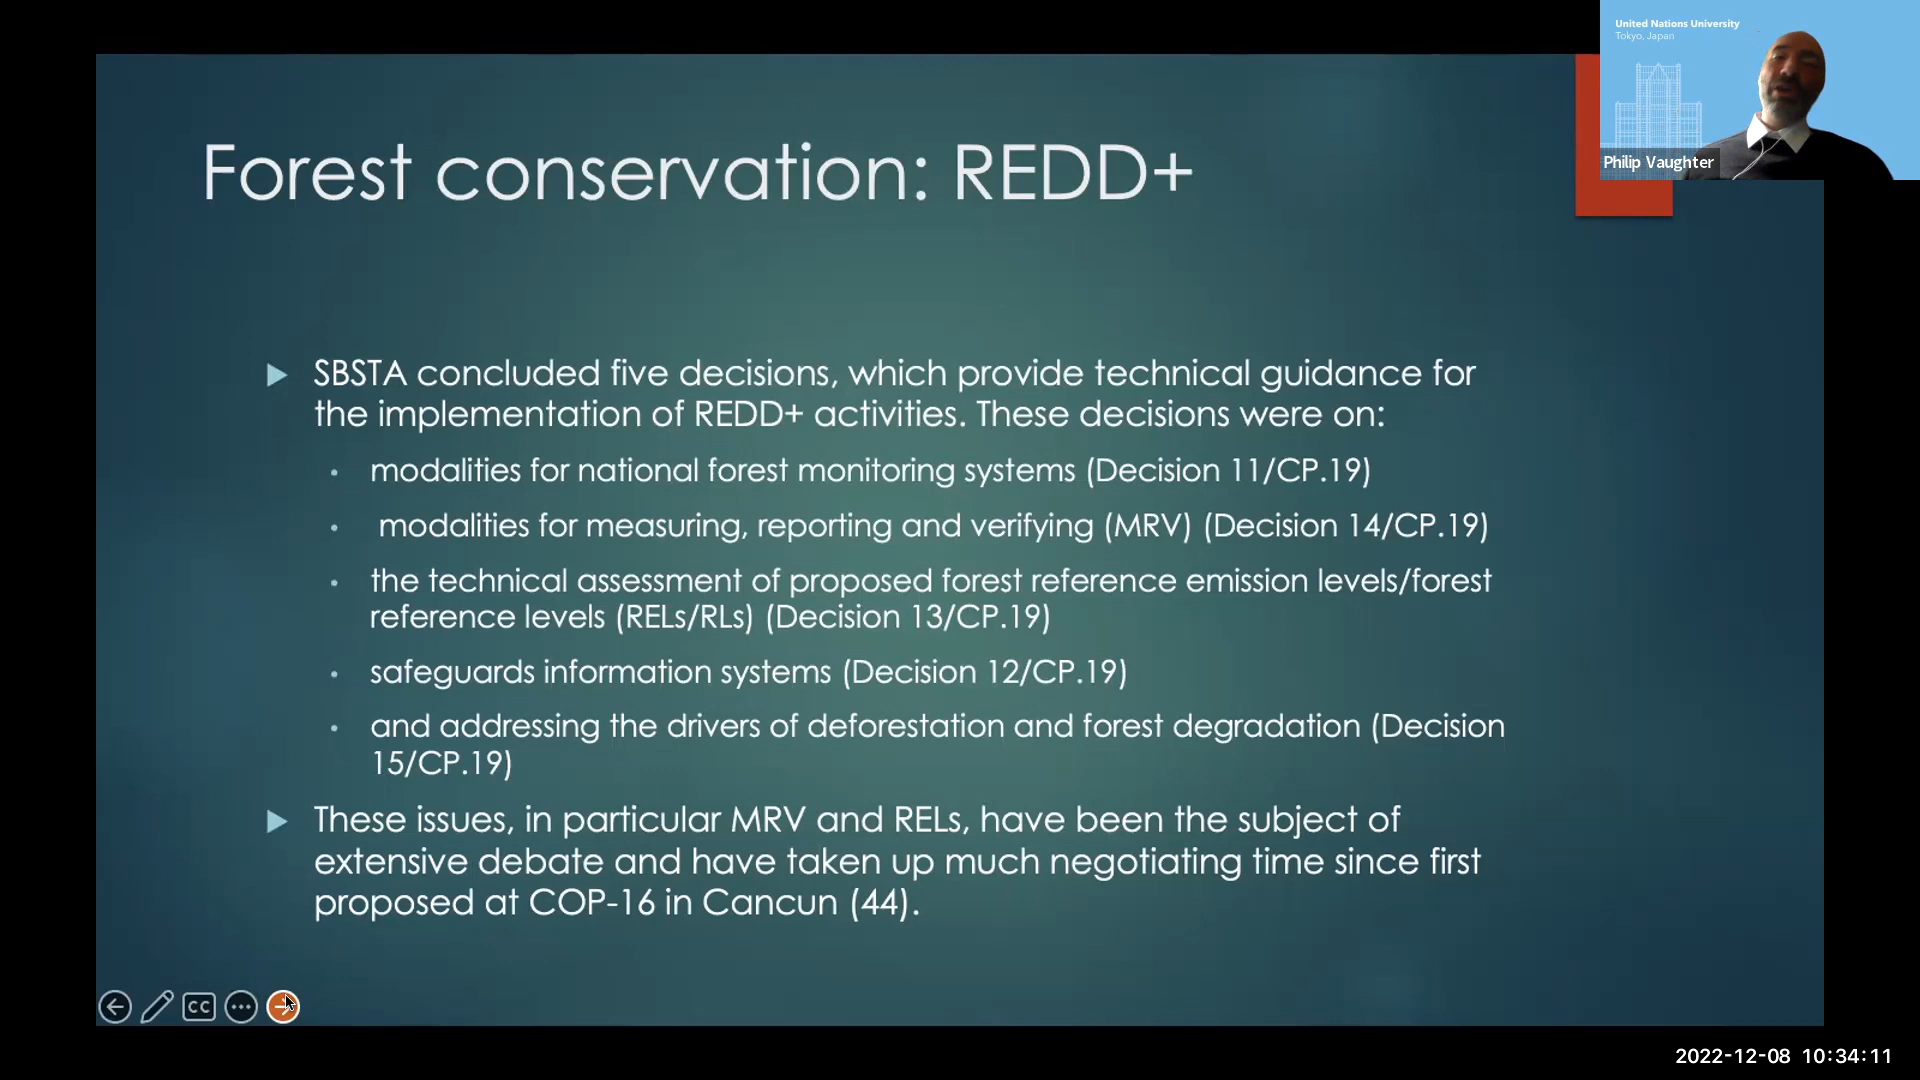 United Nations University
Tokyo, Japan
Philip Vaughter
Forest conservation: REDD+
SBSTA concluded five decisions, which provide technical guidance for
the implementation of REDD+ activities. These decisions were on:
modalities for national forest monitoring systems (Decision 11/CP.19)
modalities for measuring, reporting and verifying (MRV) (Decision 14/CP.19)
the technical assessment of proposed forest reference emission levels/forest
reference levels (RELs/RLs) (Decision 13/CP.19)
safeguards information systems (Decision 12/CP.19)
and addressing the drivers of deforestation and forest degradation (Decision
15/CP.19)
These issues, in particular MRV and RELs, have been the subject of
extensive debate and have taken up much negotiating time since first
proposed at COP-16 in Cancun (44).
CC
2022-12-08 10:34:11